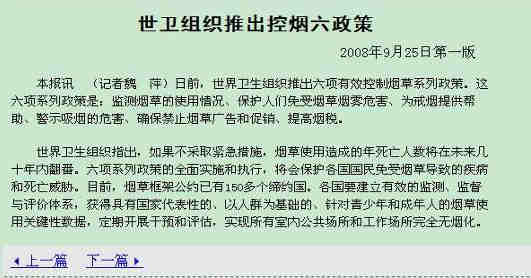 世卫组织推出控烟六政策
2008年9月25日第一版
本报讯　（记者魏　萍）日前，世界卫生组织推出六项有效控制烟草系列政策。这
六项系列政策是：监测烟草的使用情况、保护人们免受烟草烟雾危害、为戒烟提供帮
助、警示吸烟的危害、确保禁止烟草广告和促销、提高烟税。
世界卫生组织指出，如果不采取紧急措施，烟草使用造成的年死亡人数将在未来几
十年内翻番。六项系列政策的全面实施和执行，将会保护各国国民免受烟草导致的疾病
和死亡威胁。目前，烟草框架公约已有150多个缔约国。各国要建立有效的监测、监督
与评价体系，获得具有国家代表性的、以人群为基础的、针对青少年和成年人的烟草使
用关键性数据，定期开展干预和评估，实现所有室内公共场所和工作场所完全无烟化。
上一篇　下一篇